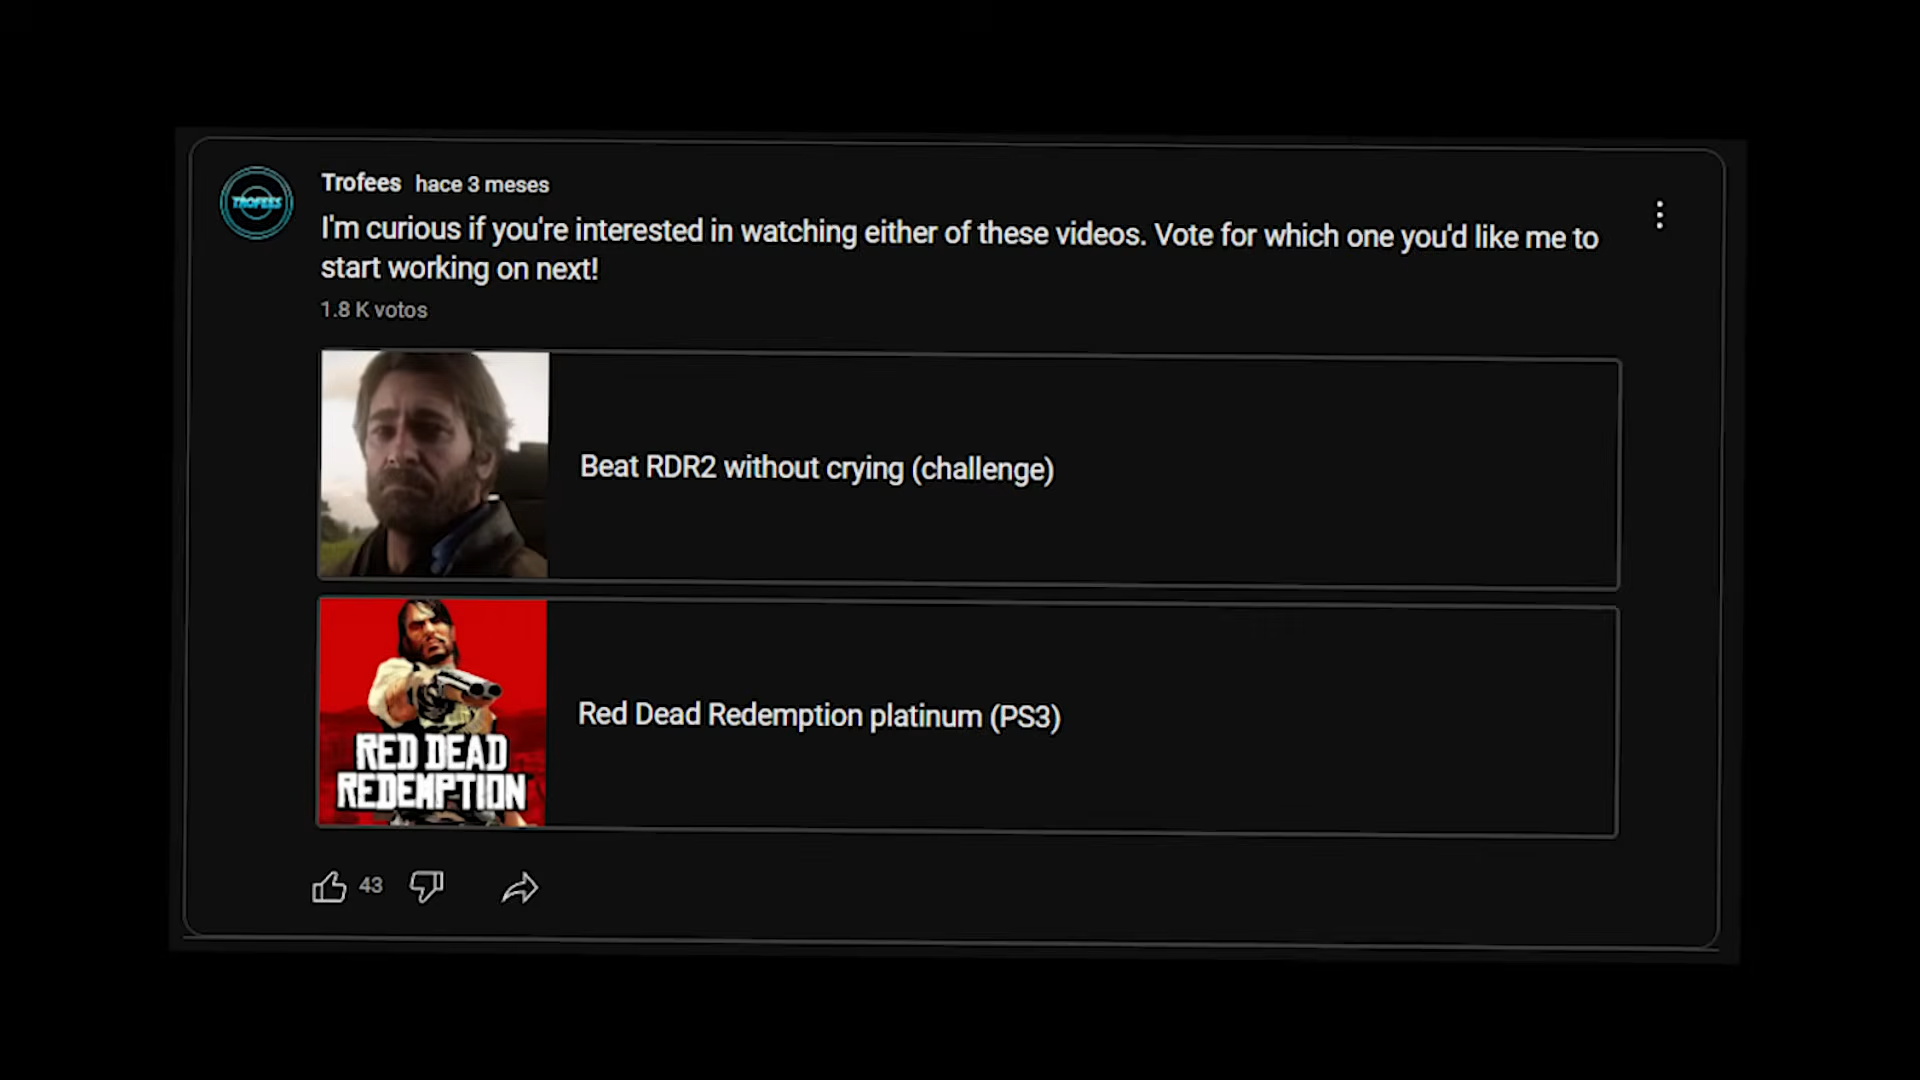 TROFEES
Trofees hace 3 meses
I'm curious if you're interested in watching either of these videos. Vote for which one you'd like me to
start working on next!
1.8 K votos
Beat RDR2 without crying (challenge)
RED DEAD
REDEMPTION
Red Dead Redemption platinum (PS3)
43